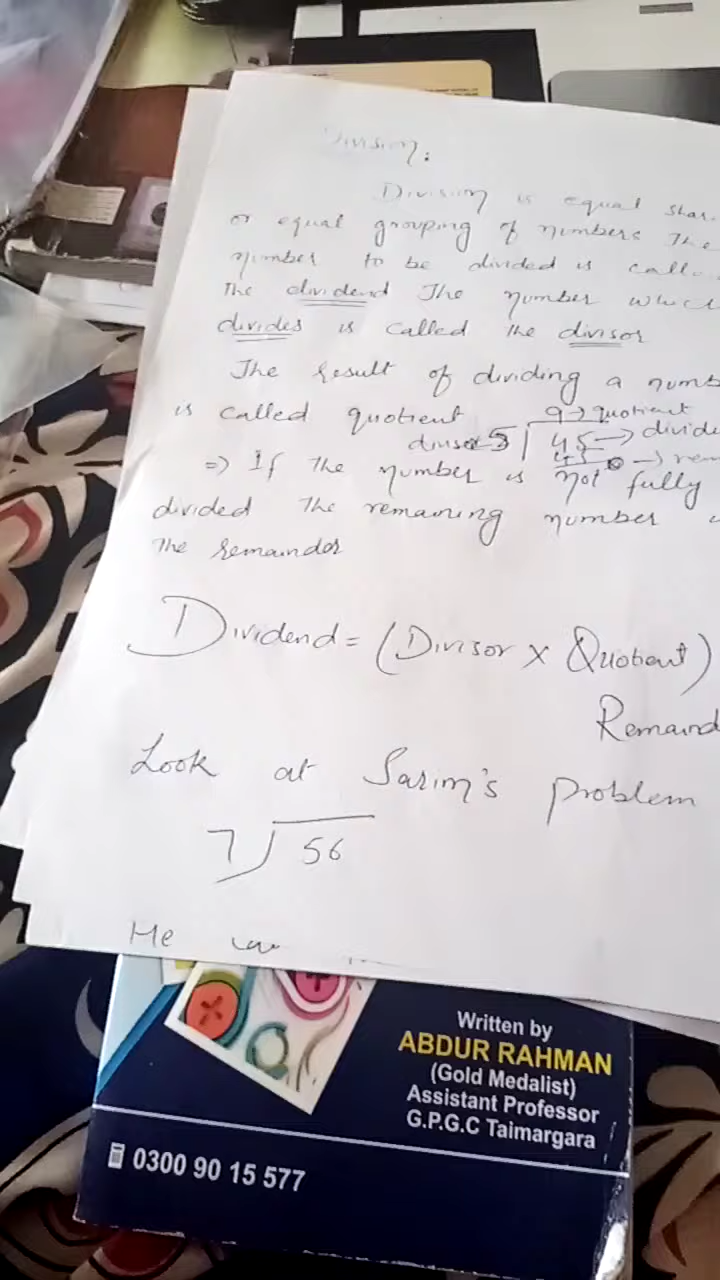 Division:
Division is equal shar
or equal grouping of numbers The
number to be divided is call
The dividend The number whic
divides is called the divisor
The result of dividing a numb
is called quotient 9 → quotient
divisor 5 45 → divide
45 0 → rem
⇒ If the number is not fully
divided the remaining number
The remainder
Dividend = (Divisor x Quotient)
Remaind
Look at Sarim's problem
7 56
He
Written by
ABDUR RAHMAN
(Gold Medalist)
Assistant Professor
G.P.G.C Taimargara
0300 90 15 577